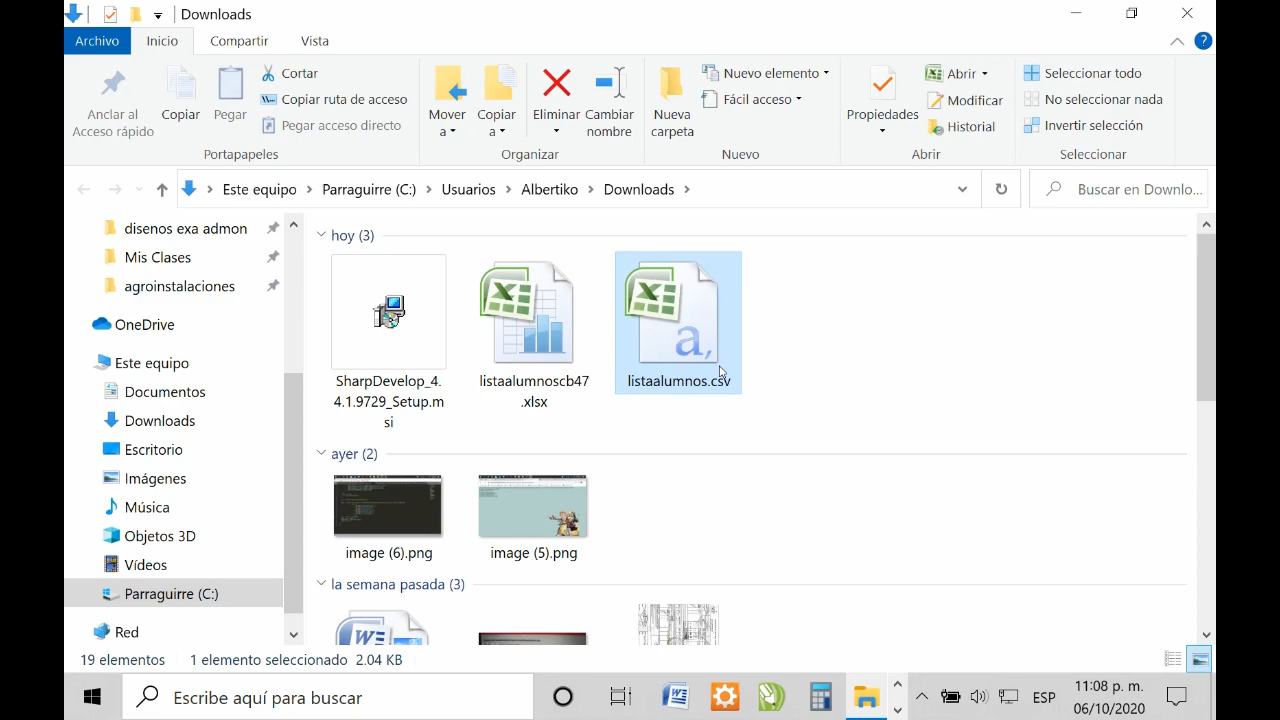 Downloads
Archivo Inicio Compartir Vista
Anclar al Acceso rápido
Copiar
Pegar
Cortar
Copiar ruta de acceso
Pegar acceso directo
Portapapeles
Mover a
Copiar a
Eliminar
Cambiar nombre
Organizar
Nueva carpeta
Nuevo elemento
Fácil acceso
Nuevo
Propiedades
Abrir
Modificar
Historial
Abrir
Seleccionar todo
No seleccionar nada
Invertir selección
Seleccionar
Este equipo > Parraguirre (C:) > Usuarios > Albertiko > Downloads >
Buscar en Downlo...
disenos exa admon
Mis Clases
agroinstalaciones
OneDrive
Este equipo
Documentos
Downloads
Escritorio
Imágenes
Música
Objetos 3D
Vídeos
Parraguirre (C:)
Red
hoy (3)
SharpDevelop_4.
4.1.9729_Setup.m
si
listaalumnoscb47
.xlsx
listaalumnos.csv
ayer (2)
image (6).png
image (5).png
la semana pasada (3)
19 elementos 1 elemento seleccionado 2.04 KB
Escribe aquí para buscar
ESP
11:08 p. m.
06/10/2020